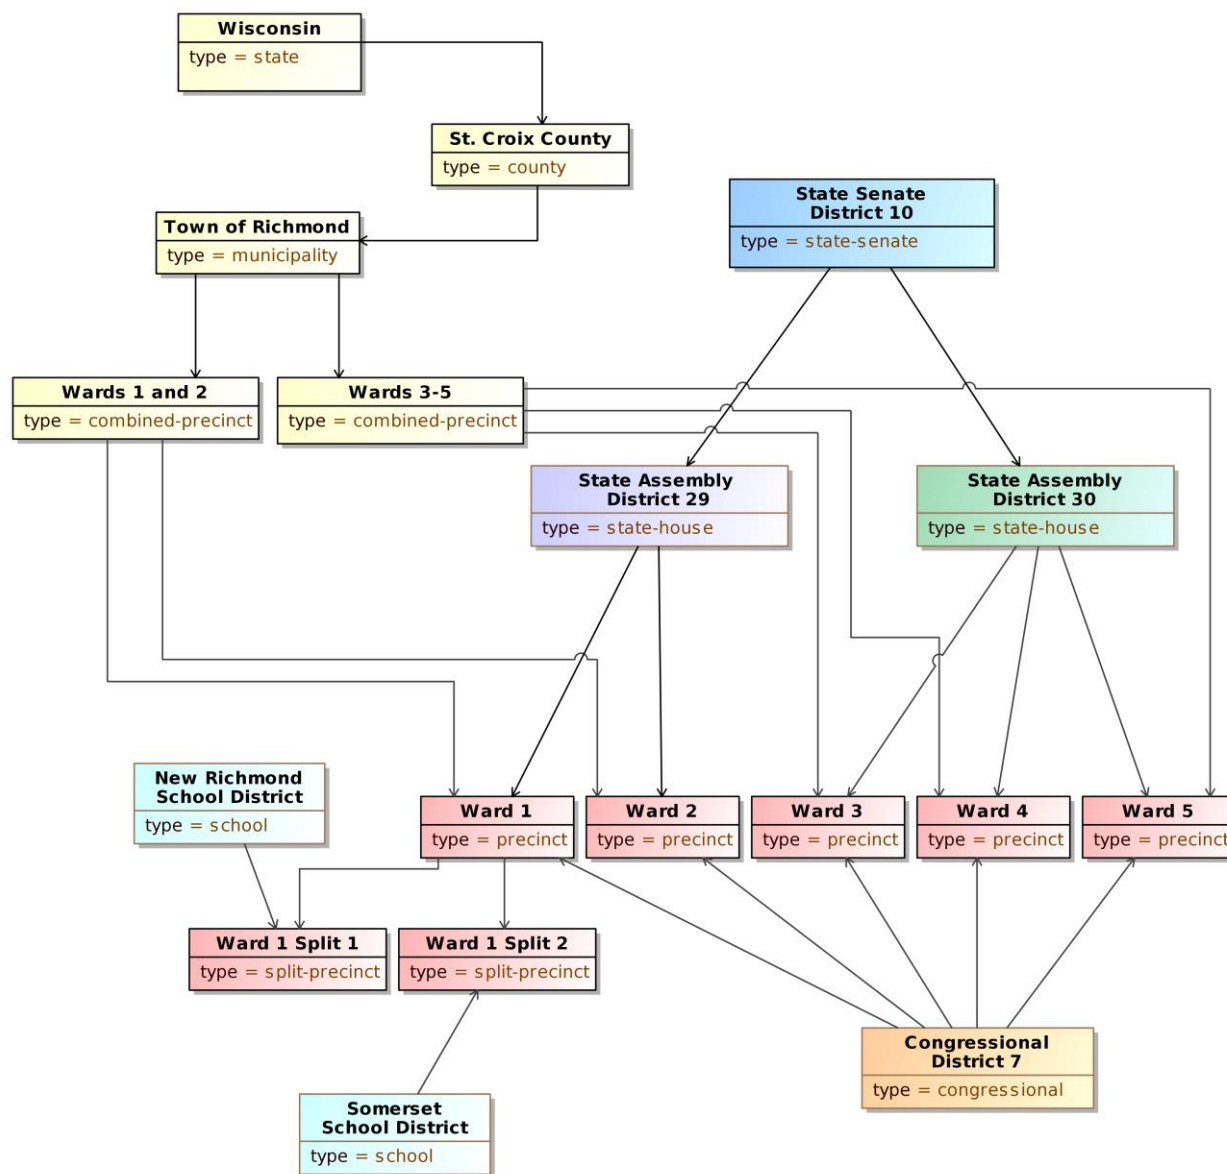 Wisconsin
type = state
St. Croix County
type = county
State Senate
District 10
type = state-senate
Town of Richmond
type = municipality
Wards 1 and 2
type = combined-precinct
Wards 3-5
type = combined-precinct
State Assembly
District 29
type = state-house
State Assembly
District 30
type = state-house
New Richmond
School District
type = school
Ward 1
type = precinct
Ward 2
type = precinct
Ward 3
type = precinct
Ward 4
type = precinct
Ward 5
type = precinct
Ward 1 Split 1
type = split-precinct
Ward 1 Split 2
type = split-precinct
Congressional
District 7
type = congressional
Somerset
School District
type = school